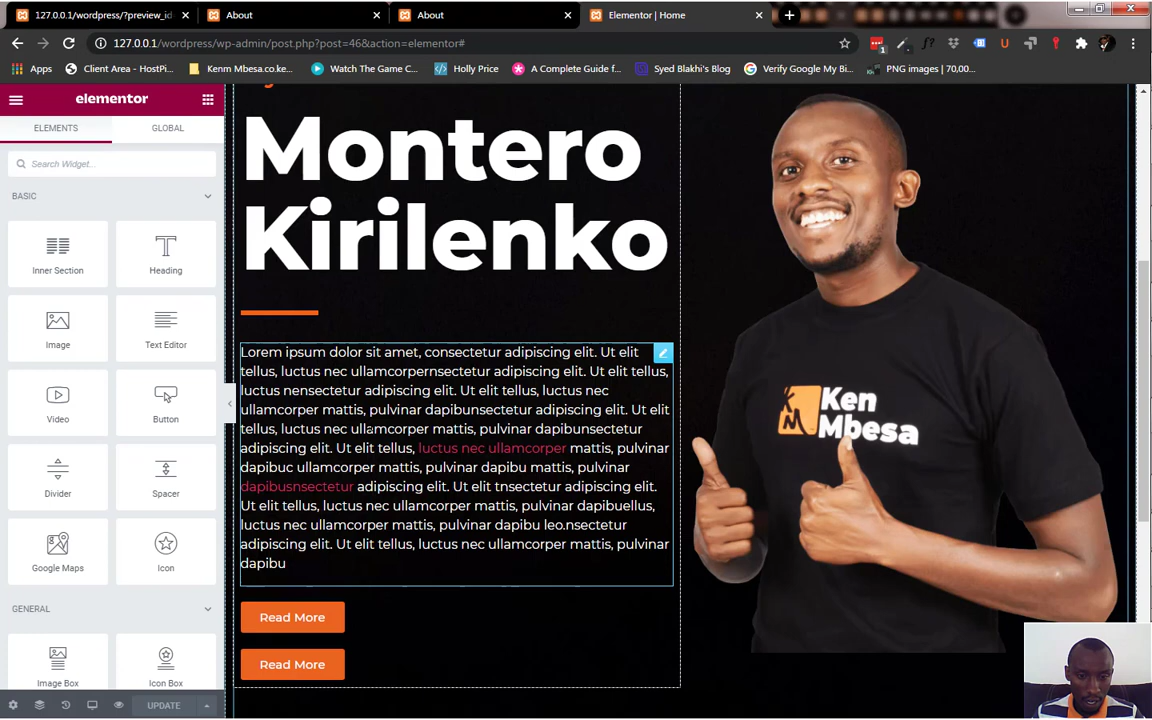 127.0.0.1/wordpress/?preview_id
About
About
Elementor | Home
127.0.0.1/wordpress/wp-admin/post.php?post=46&action=elementor#
Apps
Client Area - HostPi...
Kenm Mbesa.co.ke...
Watch The Game C...
Holly Price
A Complete Guide f...
Syed Blakhi's Blog
Verify Google My Bi...
PNG images | 70,00...
elementor
ELEMENTS
GLOBAL
Search Widget...
BASIC
Inner Section
Heading
Image
Text Editor
Video
Button
Divider
Spacer
Google Maps
Icon
GENERAL
Image Box
Icon Box
UPDATE
Montero
Kirilenko
Lorem ipsum dolor sit amet, consectetur adipiscing elit. Ut elit
tellus, luctus nec ullamcorpernsectetur adipiscing elit. Ut elit tellus,
luctus nensectetur adipiscing elit. Ut elit tellus, luctus nec
ullamcorper mattis, pulvinar dapibunsectetur adipiscing elit. Ut elit
tellus, luctus nec ullamcorper mattis, pulvinar dapibunsectetur
adipiscing elit. Ut elit tellus, luctus nec ullamcorper mattis, pulvinar
dapibuc ullamcorper mattis, pulvinar dapibu mattis, pulvinar
dapibusnsectetur adipiscing elit. Ut elit tnsectetur adipiscing elit.
Ut elit tellus, luctus nec ullamcorper mattis, pulvinar dapibuellus,
luctus nec ullamcorper mattis, pulvinar dapibu leo.nsectetur
adipiscing elit. Ut elit tellus, luctus nec ullamcorper mattis, pulvinar
dapibu
Read More
Read More
Ken
Mbesa